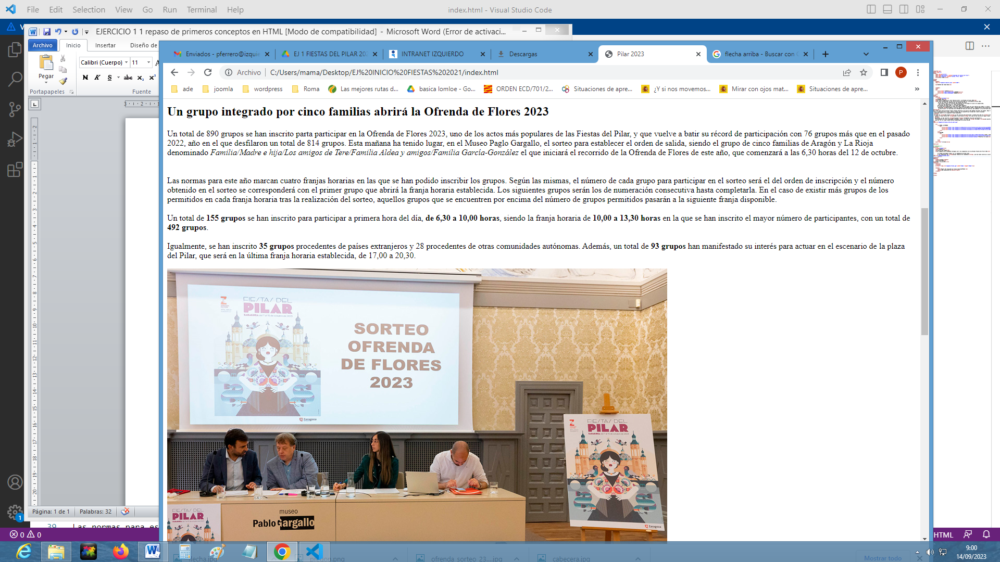 File Edit Selection View Go Run Terminal Help
index.html - Visual Studio Code
EJERCICIO 1 1 repaso de primeros conceptos en HTML [Modo de compatibilidad] - Microsoft Word (Error de activaci...
Archivo Inicio Insertar Diseño de
Calibri (Cuerpo) 11
Pegar
N K S abc x₂ x²
Portapapeles Fuente
Enviados - pferrero@izquie
EJ 1 FIESTAS DEL PILAR 202
INTRANET IZQUIERDO
Descargas
Pilar 2023
flecha arriba - Buscar con G
Archivo C:/Users/mama/Desktop/EJ%20INICIO%20FIESTAS%202021/index.html
P
ade
joomla
wordpress
Roma
Las mejores rutas d...
basica lomloe - Go...
ORDEN ECD/701/2...
Situaciones de apre...
¿Y si nos movemos...
Mirar con ojos mat...
Situaciones de apre...
»
Un grupo integrado por cinco familias abrirá la Ofrenda de Flores 2023
Un total de 890 grupos se han inscrito parta participar en la Ofrenda de Flores 2023, uno de los actos más populares de las Fiestas del Pilar, y que vuelve a batir su récord de participación con 76 grupos más que en el pasado
2022, año en el que desfilaron un total de 814 grupos. Esta mañana ha tenido lugar, en el Museo Paglo Gargallo, el sorteo para establecer el orden de salida, siendo el grupo de cinco familias de Aragón y La Rioja
denominado Familia/Madre e hija/Los amigos de Tere/Familia Aldea y amigos/Familia García-González el que iniciará el recorrido de la Ofrenda de Flores de este año, que comenzará a las 6,30 horas del 12 de octubre.
Las normas para este año marcan cuatro franjas horarias en las que se han podido inscribir los grupos. Según las mismas, el número de cada grupo para participar en el sorteo será el del orden de inscripción y el número
obtenido en el sorteo se corresponderá con el primer grupo que abrirá la franja horaria establecida. Los siguientes grupos serán los de numeración consecutiva hasta completarla. En el caso de existir más grupos de los
permitidos en cada franja horaria tras la realización del sorteo, aquellos grupos que se encuentren por encima del número de grupos permitidos pasarán a la siguiente franja disponible.
Un total de 155 grupos se han inscrito para participar a primera hora del día, de 6,30 a 10,00 horas, siendo la franja horaria de 10,00 a 13,30 horas en la que se han inscrito el mayor número de participantes, con un total de
492 grupos.
Igualmente, se han inscrito 35 grupos procedentes de países extranjeros y 28 procedentes de otras comunidades autónomas. Además, un total de 93 grupos han manifestado su interés para actuar en el escenario de la plaza
del Pilar, que será en la última franja horaria establecida, de 17,00 a 20,30.
FIESTAS DEL
PILAR
SORTEO
OFRENDA
DE FLORES
2023
Zaragoza
FIESTAS DEL
PILAR
Zaragoza
PILAR
museo
Pablo Gargallo
Página: 1 de 1 Palabras: 32
39 Las normas para es
0 0
HTML
flecha.jpg
ofrenda sorteo 23....jpg
cabecera.jpg
Mostrar todo
9:00
14/09/2023